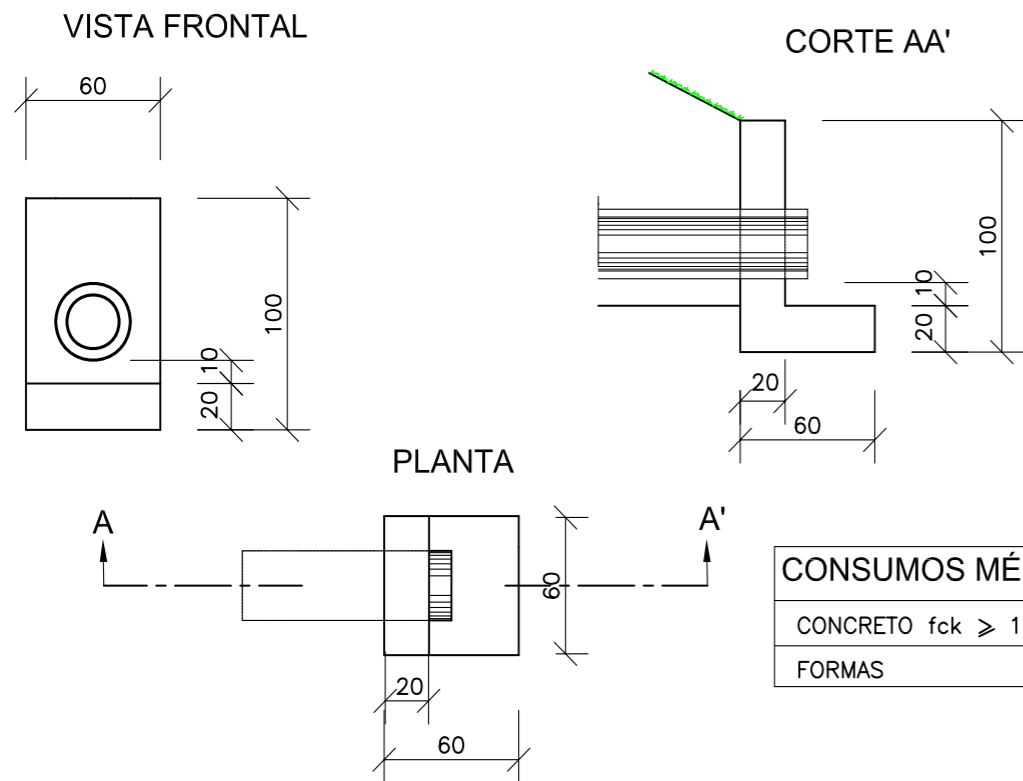 VISTA FRONTAL
60
100
10
20
CORTE AA'
100
10
20
20
60
PLANTA
A
A'
60
20
60
CONSUMOS MÉ
CONCRETO fck ⩾ 1
FORMAS